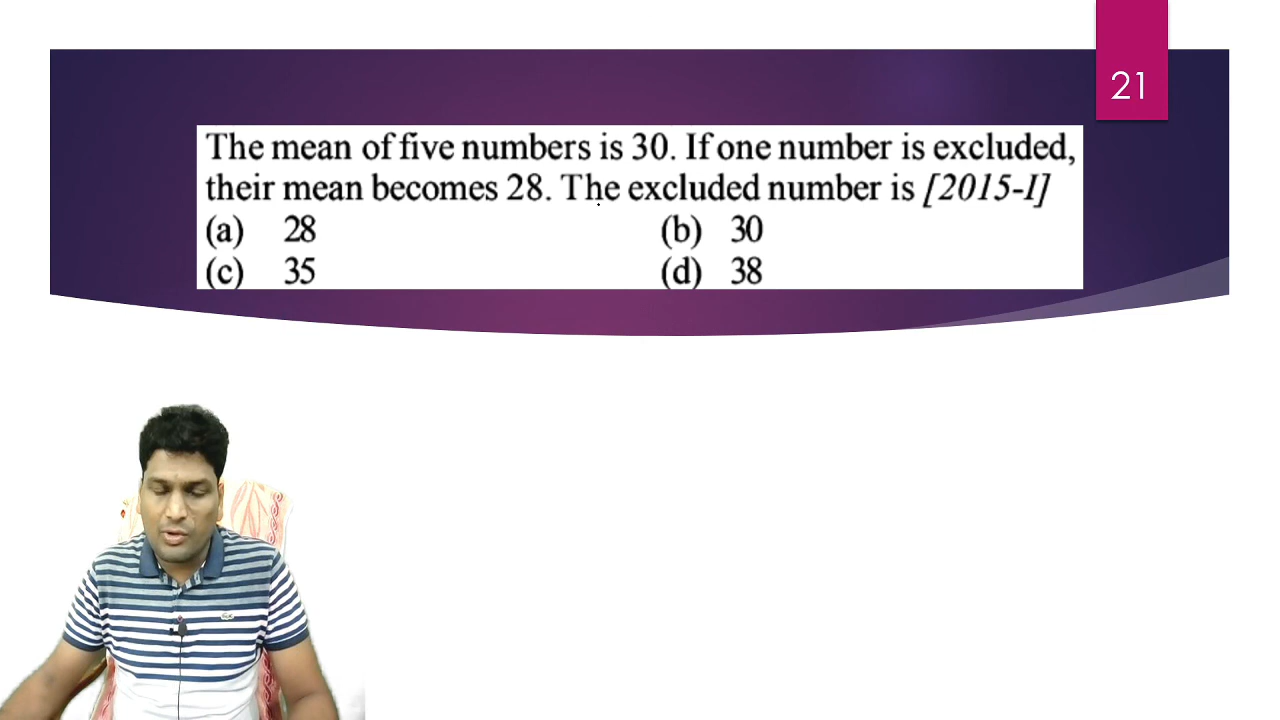 21
The mean of five numbers is 30. If one number is excluded,
their mean becomes 28. The excluded number is [2015-I]
(a) 28 (b) 30
(c) 35 (d) 38